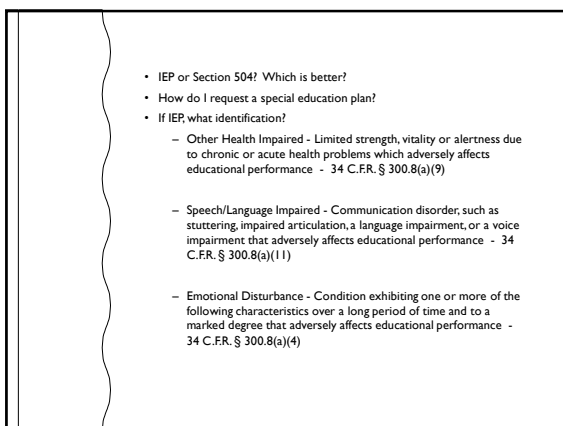 • IEP or Section 504? Which is better?
• How do I request a special education plan?
• If IEP, what identification?
– Other Health Impaired - Limited strength, vitality or alertness due
to chronic or acute health problems which adversely affects
educational performance - 34 C.F.R. § 300.8(a)(9)
– Speech/Language Impaired - Communication disorder, such as
stuttering, impaired articulation, a language impairment, or a voice
impairment that adversely affects educational performance - 34
C.F.R. § 300.8(a)(11)
– Emotional Disturbance - Condition exhibiting one or more of the
following characteristics over a long period of time and to a
marked degree that adversely affects educational performance -
34 C.F.R. § 300.8(a)(4)